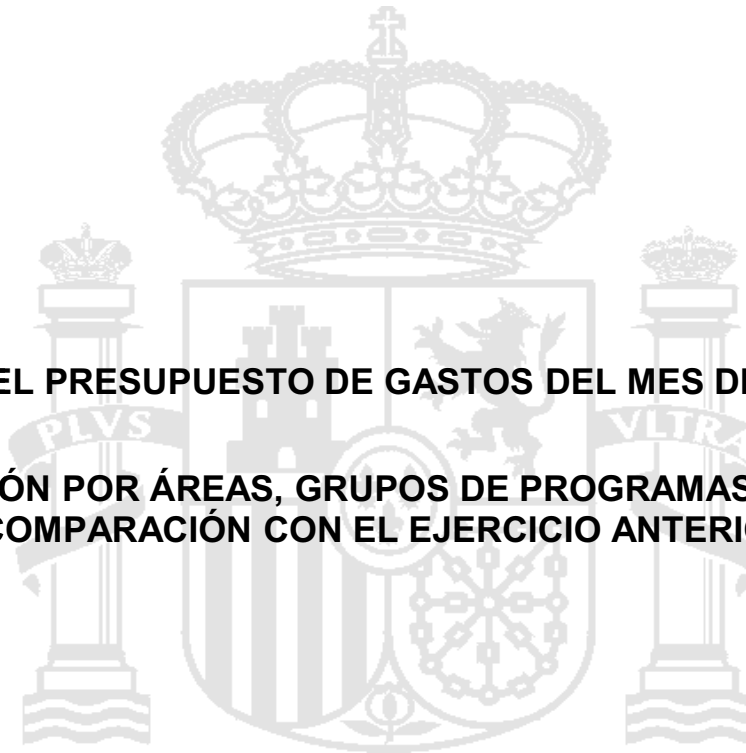 EL PRESUPUESTO DE GASTOS DEL MES DE
PLVS VLTRA
ÓN POR ÁREAS, GRUPOS DE PROGRAMAS
COMPARACIÓN CON EL EJERCICIO ANTERIO